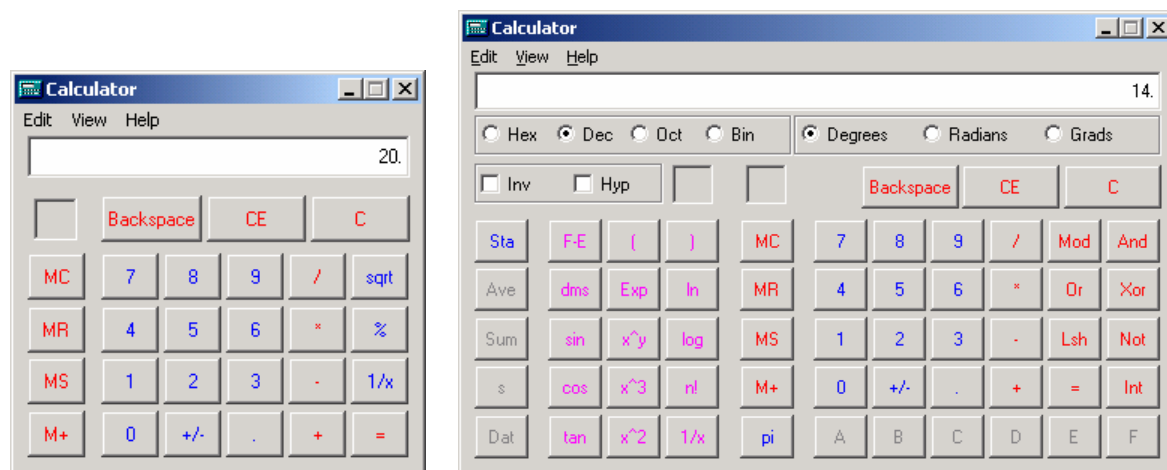 Calculator
Edit View Help
20.
Backspace CE C
MC 7 8 9 / sqrt
MR 4 5 6 * %
MS 1 2 3 - 1/x
M+ 0 +/- . + =
Calculator
Edit View Help
14.
Hex Dec Oct Bin Degrees Radians Grads
Inv Hyp Backspace CE C
Sta F-E ( ) MC 7 8 9 / Mod And
Ave dms Exp ln MR 4 5 6 * Or Xor
Sum sin x^y log MS 1 2 3 - Lsh Not
s cos x^3 n! M+ 0 +/- . + = Int
Dat tan x^2 1/x pi A B C D E F